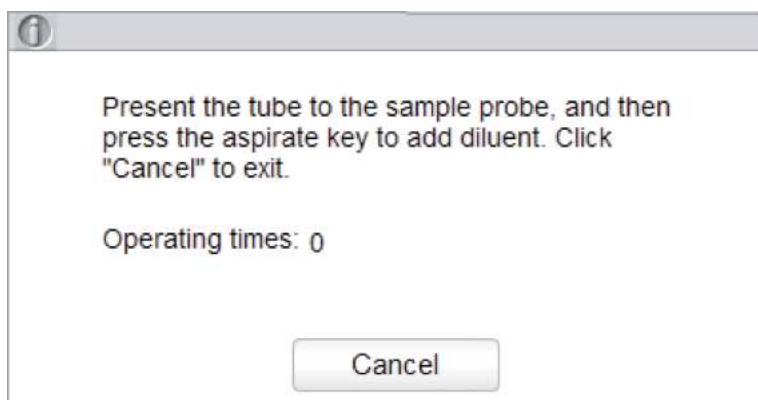 Present the tube to the sample probe, and then
press the aspirate key to add diluent. Click
"Cancel" to exit.
Operating times: 0
Cancel